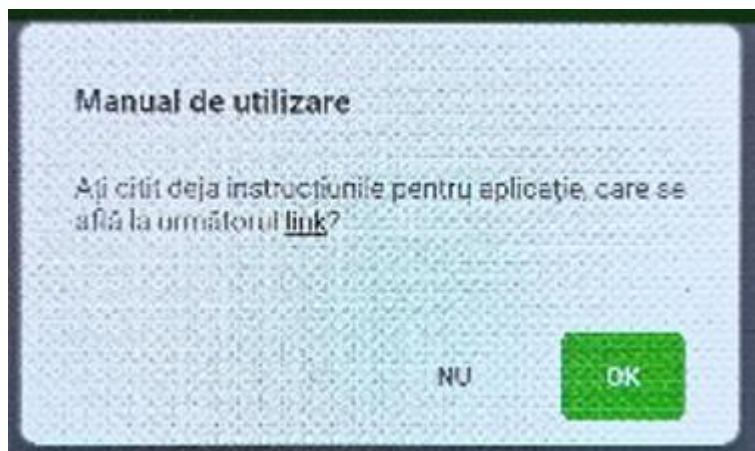 Manual de utilizare
Ați citit deja instrucțiunile pentru aplicație, care se
află la următorul link?
NU
OK